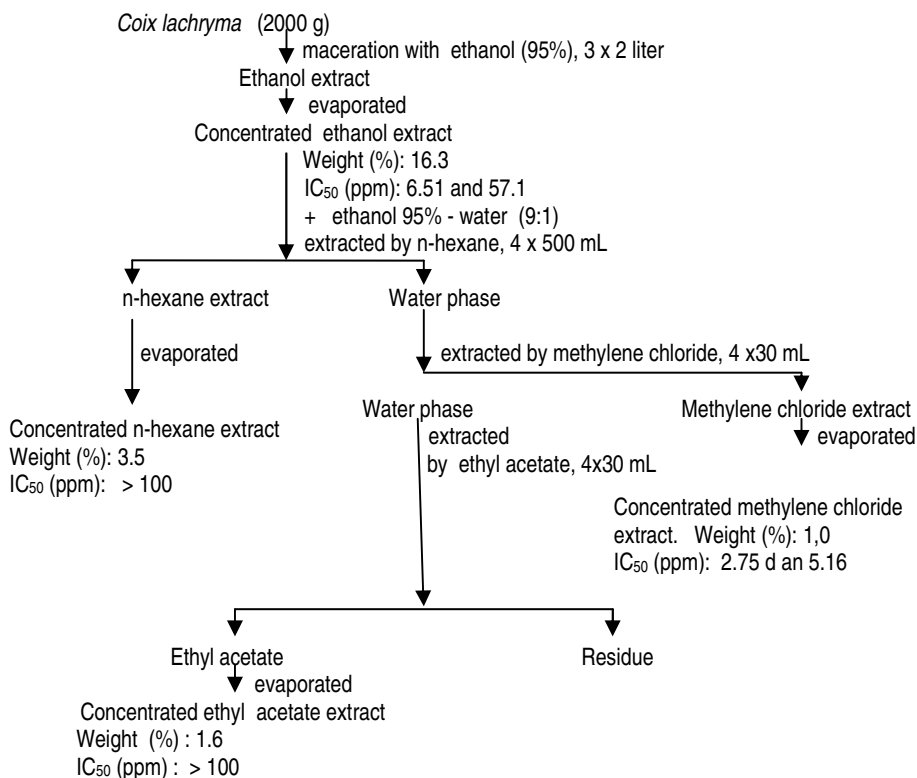 Coix lachryma (2000 g)
maceration with ethanol (95%), 3 x 2 liter
Ethanol extract
evaporated
Concentrated ethanol extract
Weight (%): 16.3
IC₅₀ (ppm): 6.51 and 57.1
+ ethanol 95% - water (9:1)
extracted by n-hexane, 4 x 500 mL
n-hexane extract
Water phase
evaporated
extracted by methylene chloride, 4 x30 mL
Concentrated n-hexane extract
Weight (%): 3.5
IC₅₀ (ppm): > 100
Water phase
extracted
by ethyl acetate, 4x30 mL
Methylene chloride extract
evaporated
Concentrated methylene chloride
extract. Weight (%): 1,0
IC₅₀ (ppm): 2.75 d an 5.16
Ethyl acetate
Residue
evaporated
Concentrated ethyl acetate extract
Weight (%) : 1.6
IC₅₀ (ppm) : > 100